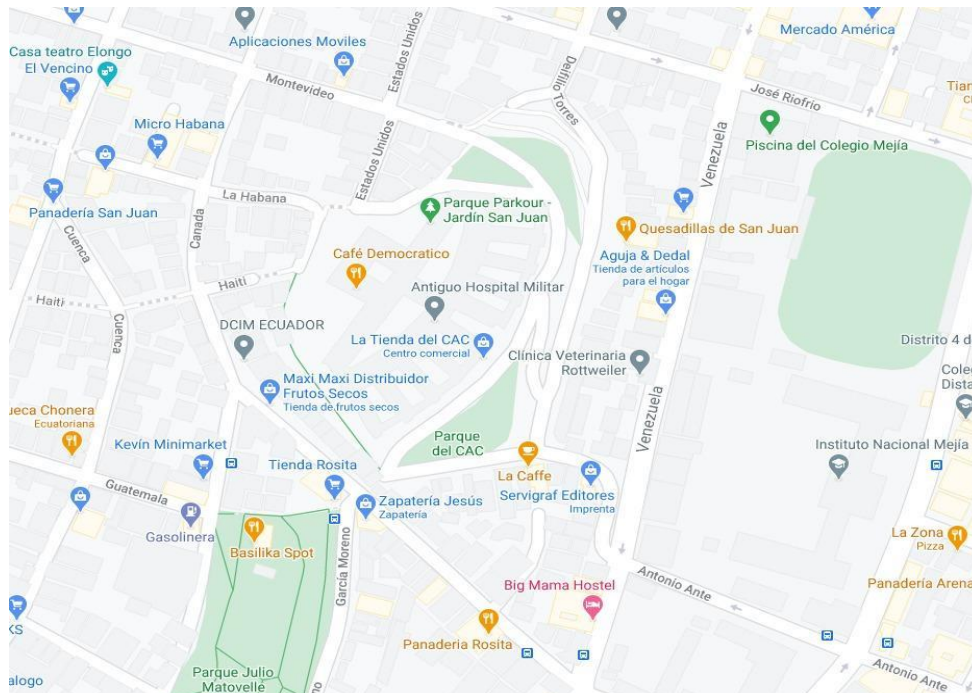 Casa teatro Elongo
El Vencino
Aplicaciones Moviles
Estados Unidos
Montevideo
Delfilio Torres
Mercado América
José Riofrio
Tian
Piscina del Colegio Mejía
Micro Habana
Panadería San Juan
La Habana
Estados Unidos
Parque Parkour -
Jardín San Juan
Venezuela
Quesadillas de San Juan
Canada
Cuenca
Café Democratico
Aguja & Dedal
Tienda de artículos
para el hogar
Haiti
Haiti
Antiguo Hospital Militar
DCIM ECUADOR
Cuenca
La Tienda del CAC
Centro comercial
Clínica Veterinaria
Rottweiler
Distrito 4 d
Maxi Maxi Distribuidor
Frutos Secos
Tienda de frutos secos
Cole
Dista
ueca Chonera
Ecuatoriana
Kevín Minimarket
Parque
del CAC
Venezuela
Instituto Nacional Mejía
Tienda Rosita
La Caffe
Servigraf Editores
Imprenta
Guatemala
Zapatería Jesús
Zapatería
Gasolinera
Basilika Spot
García Moreno
La Zona
Pizza
Big Mama Hostel
Antonio Ante
Panadería Arena
KS
Panaderia Rosita
Parque Julio
Matovelle
alogo
Antonio Ante